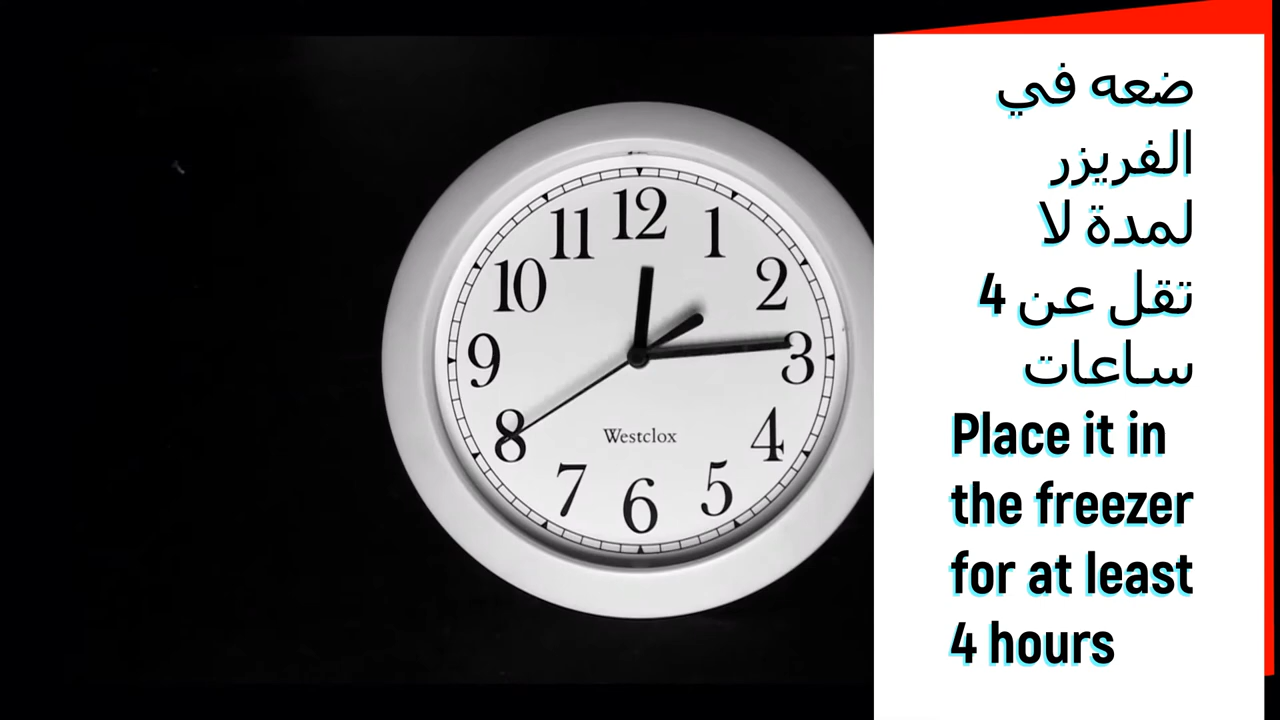 ضعه في
الفريزر
لمدة لا
تقل عن 4
ساعات
Place it in
the freezer
for at least
4 hours
12
1
2
3
4
5
6
7
8
9
10
11
Westclox